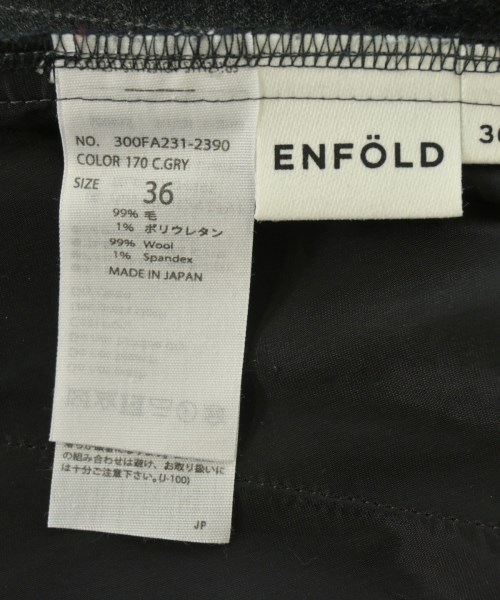 NO. 300FA231-2390
COLOR 170 C.GRY
SIZE 36
99% 毛
1% ポリウレタン
99% Wool
1% Spandex
MADE IN JAPAN
ENFÖLD
36
の組み合わせは避け、お取り扱いに
は十分ご注意下さい。(J-100)
JP